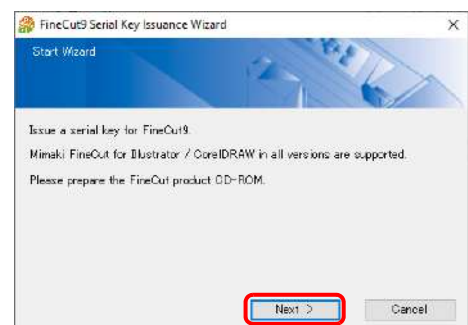 FineCut9 Serial Key Issuance Wizard
Start Wizard
Issue a serial key for FineCut9.
Mimaki FineCut for Illustrator / CorelDRAW in all versions are supported.
Please prepare the FineCut product CD-ROM.
Next >
Cancel